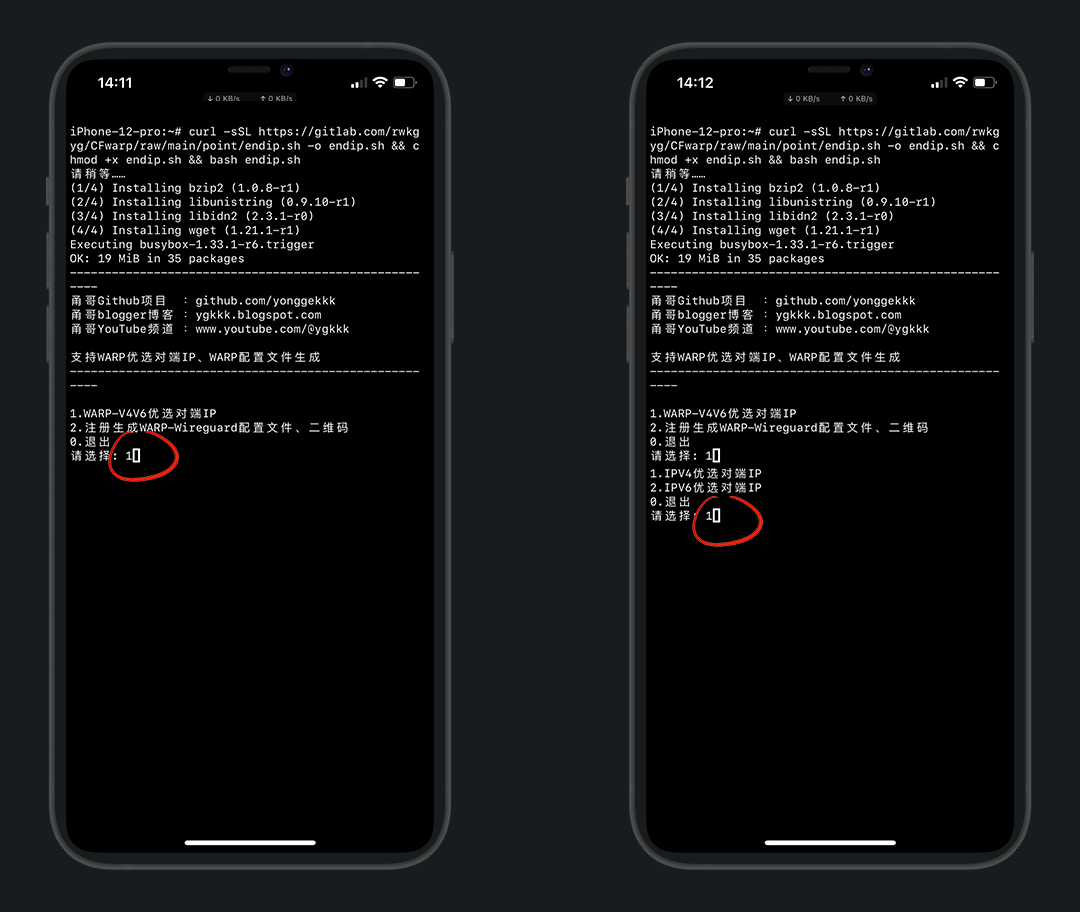 14:11
↓ 0 KB/s ↑ 0 KB/s
iPhone-12-pro:~# curl -sSL https://gitlab.com/rwkg
yg/CFwarp/raw/main/point/endip.sh -o endip.sh && c
hmod +x endip.sh && bash endip.sh
请稍等……
(1/4) Installing bzip2 (1.0.8-r1)
(2/4) Installing libunistring (0.9.10-r1)
(3/4) Installing libidn2 (2.3.1-r0)
(4/4) Installing wget (1.21.1-r1)
Executing busybox-1.33.1-r6.trigger
OK: 19 MiB in 35 packages
--------------------------------------------------
----
甬哥Github项目 : github.com/yonggekkk
甬哥blogger博客 : ygkkk.blogspot.com
甬哥YouTube频道 : www.youtube.com/@ygkkk
支持WARP优选对端IP、WARP配置文件生成
--------------------------------------------------
----
1.WARP-V4V6优选对端IP
2.注册生成WARP-Wireguard配置文件、二维码
0.退出
请选择: 1
14:12
↓ 0 KB/s ↑ 0 KB/s
iPhone-12-pro:~# curl -sSL https://gitlab.com/rwkg
yg/CFwarp/raw/main/point/endip.sh -o endip.sh && c
hmod +x endip.sh && bash endip.sh
请稍等……
(1/4) Installing bzip2 (1.0.8-r1)
(2/4) Installing libunistring (0.9.10-r1)
(3/4) Installing libidn2 (2.3.1-r0)
(4/4) Installing wget (1.21.1-r1)
Executing busybox-1.33.1-r6.trigger
OK: 19 MiB in 35 packages
--------------------------------------------------
----
甬哥Github项目 : github.com/yonggekkk
甬哥blogger博客 : ygkkk.blogspot.com
甬哥YouTube频道 : www.youtube.com/@ygkkk
支持WARP优选对端IP、WARP配置文件生成
--------------------------------------------------
----
1.WARP-V4V6优选对端IP
2.注册生成WARP-Wireguard配置文件、二维码
0.退出
请选择: 1
1.IPV4优选对端IP
2.IPV6优选对端IP
0.退出
请选择: 1